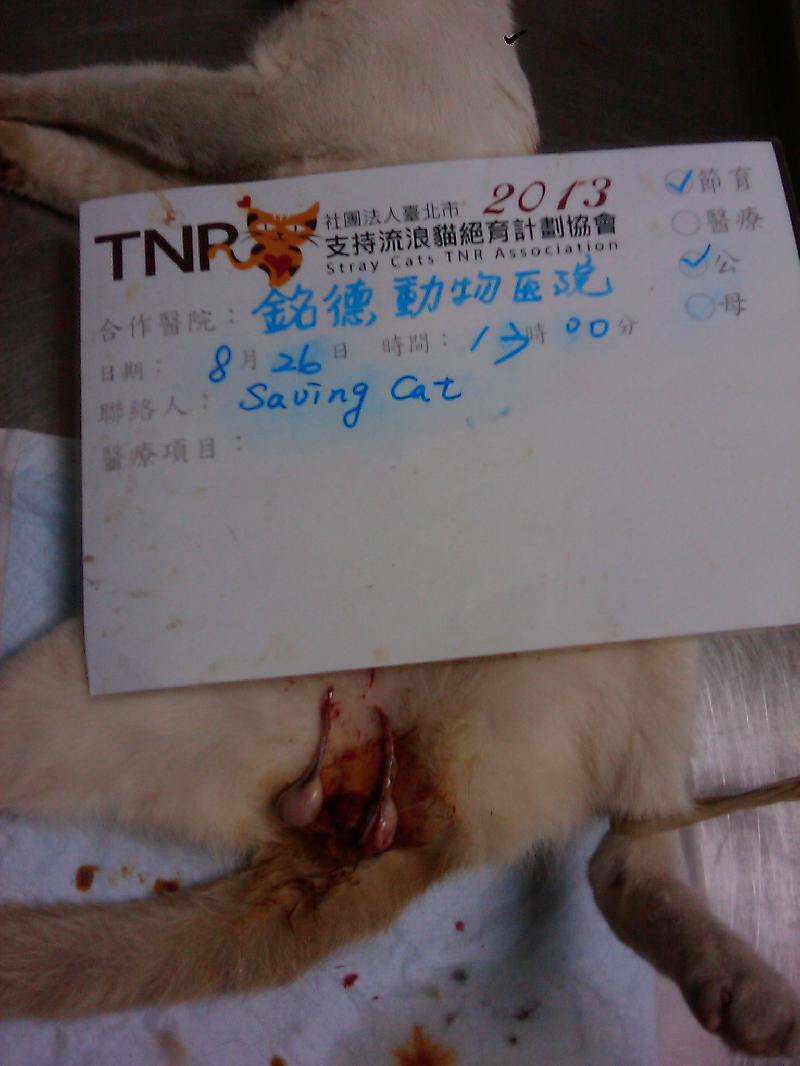 TNR
社團法人臺北市 2013
支持流浪貓絕育計劃協會
Stray Cats TNR Association
節育
醫療
公
母
合作醫院：銘德動物医院
日期：8月26日 時間：13時00分
聯絡人：Saving Cat
醫療項目：